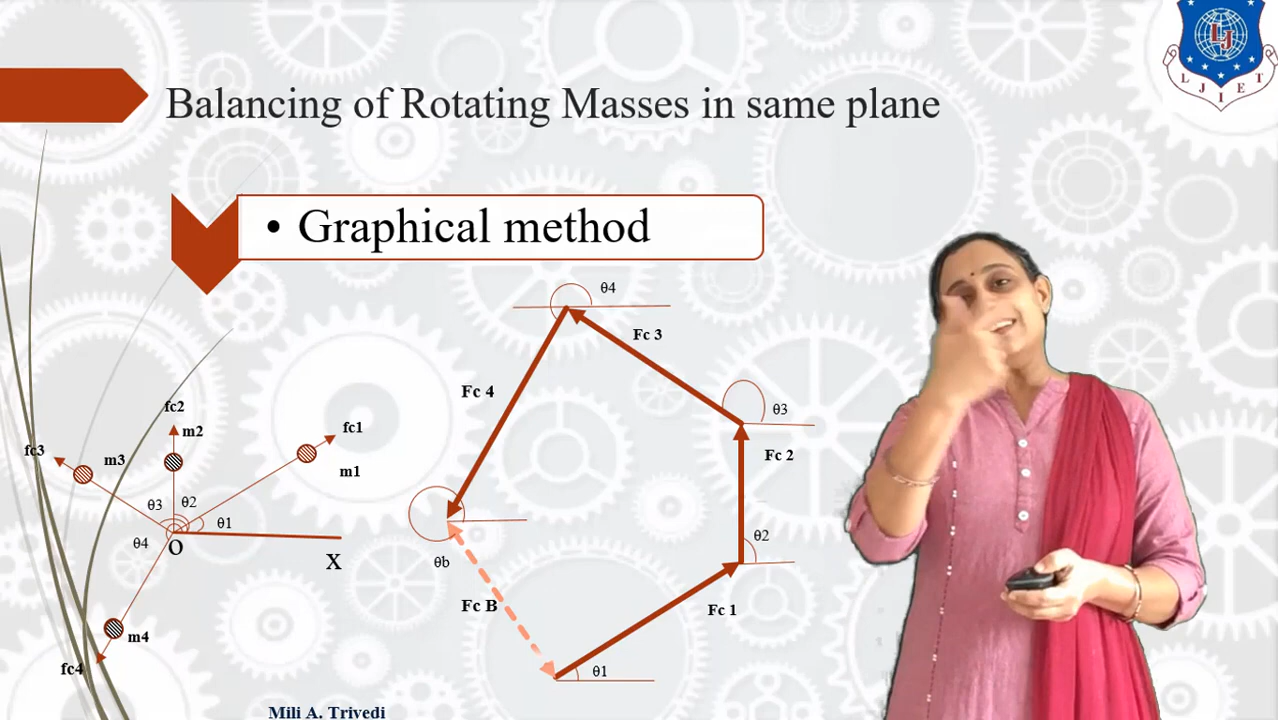 L J I E T
Balancing of Rotating Masses in same plane
• Graphical method
θ4
Fc 3
Fc 4
θ3
Fc 2
fc2
m2
fc1
fc3
m3
m1
θ3
θ2
θ1
θ4
O
X
θ2
θb
Fc B
Fc 1
m4
fc4
θ1
Mili A. Trivedi